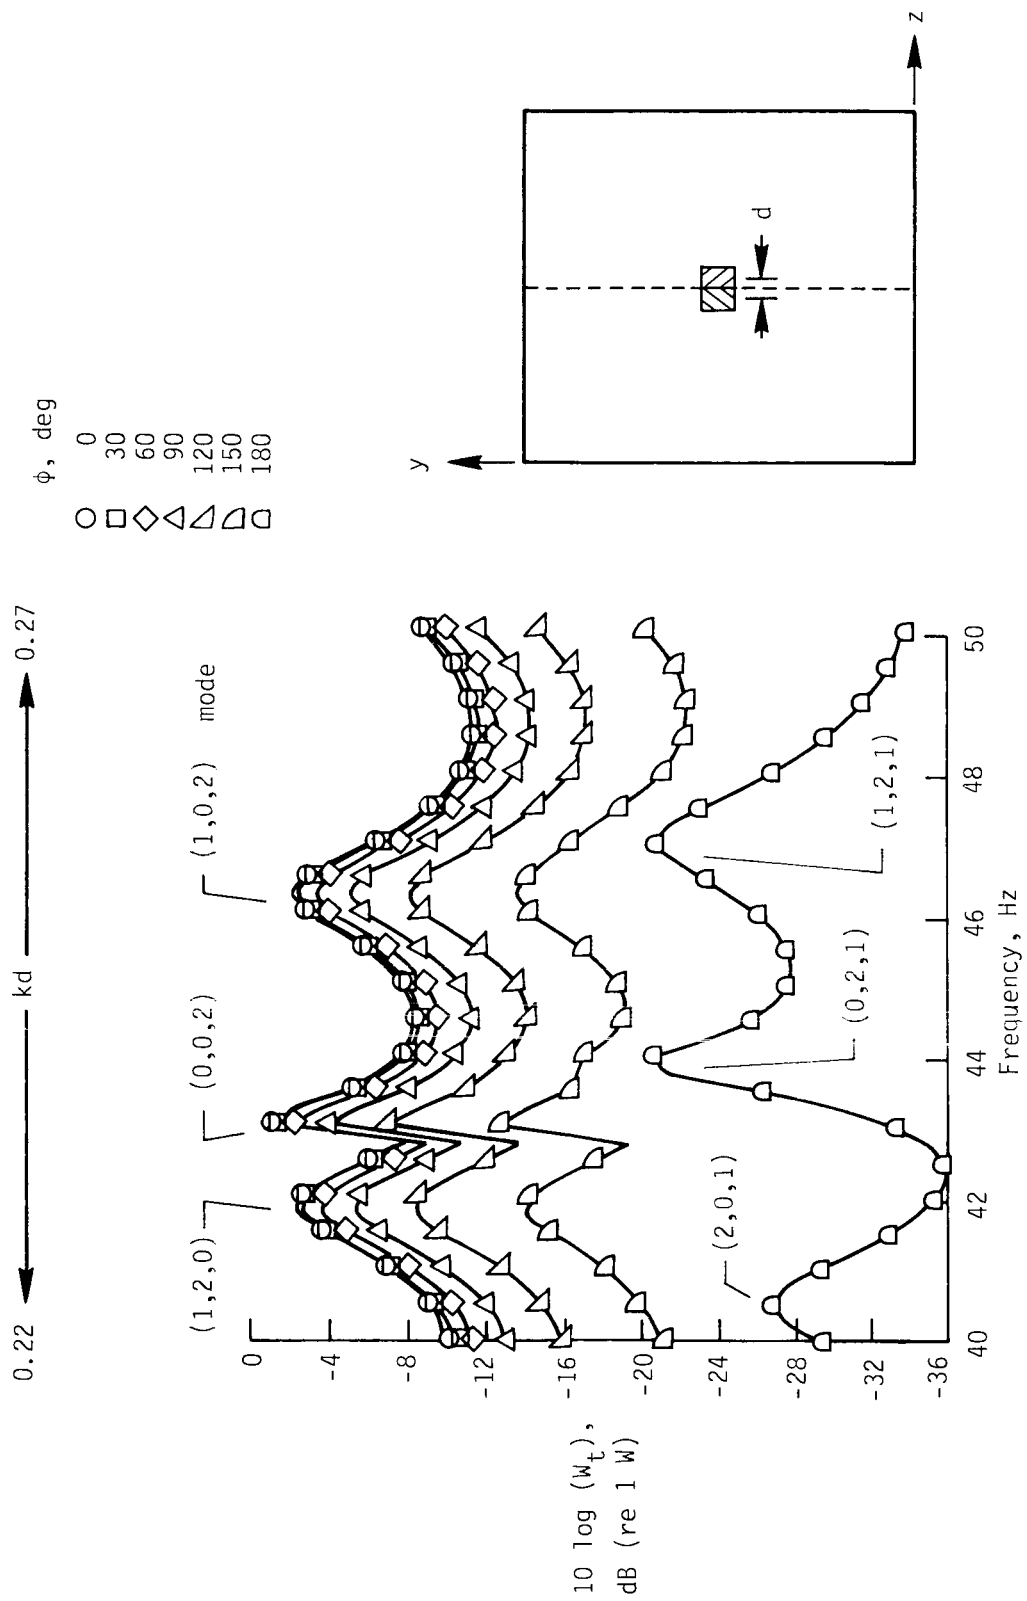 0.22 kd 0.27
(1,2,0) (0,0,2) (1,0,2) mode
0
-4
-8
-12
-16
-20
-24
-28
-32
-36
10 log (Wt),
dB (re 1 W)
(2,0,1)
(0,2,1)
(1,2,1)
40 42 44 46 48 50
Frequency, Hz
ϕ, deg
0
30
60
90
120
150
180
y
d
z